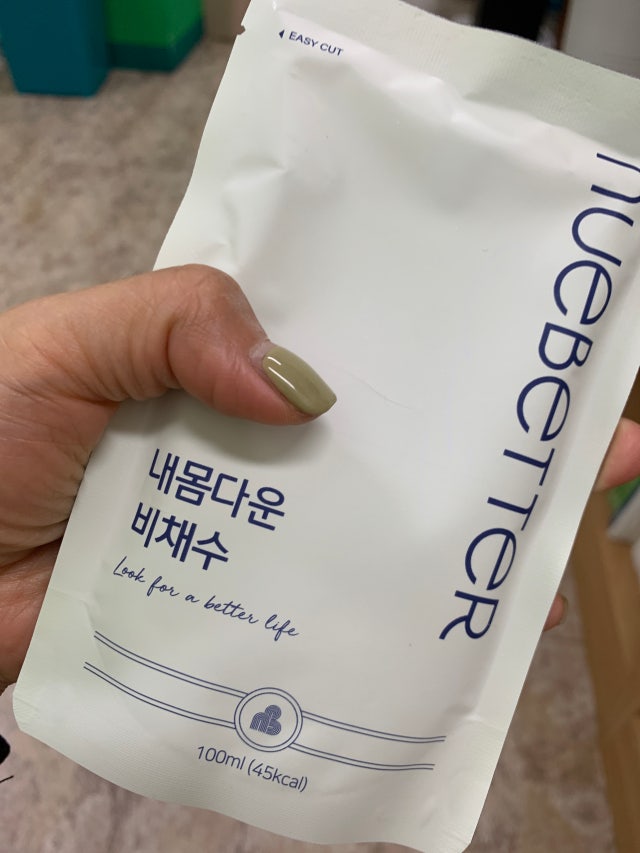 EASY CUT
nueBeTTeR
내몸다운
비채수
Look for a better life
100ml (45kcal)